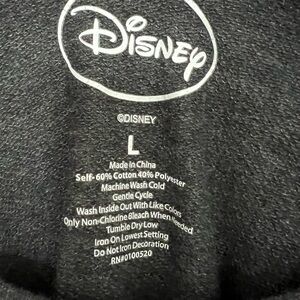 Disney
©DISNEY
L
Made in China
Self- 60% Cotton 40% Polyester
Machine Wash Cold
Gentle Cycle
Wash Inside Out With Like Colors
Only Non-Chlorine Bleach When Needed
Tumble Dry Low
Iron On Lowest Setting
Do Not Iron Decoration
RN#0100520